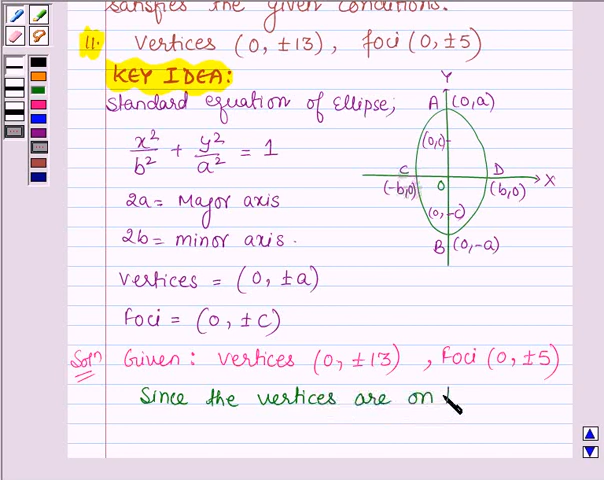 satisfies the given conditions.
11. Vertices (0, ±13), foci (0, ±5)
KEY IDEA:
Standard equation of Ellipse;
x²/b² + y²/a² = 1
2a = Major axis
2b = minor axis.
Vertices = (0, ±a)
Foci = (0, ±c)
Y
A (0, a)
(0, c)
C D X
(-b, 0) O (b, 0)
(0, -c)
B (0, -a)
Soln Given: Vertices (0, ±13), Foci (0, ±5)
Since the vertices are on